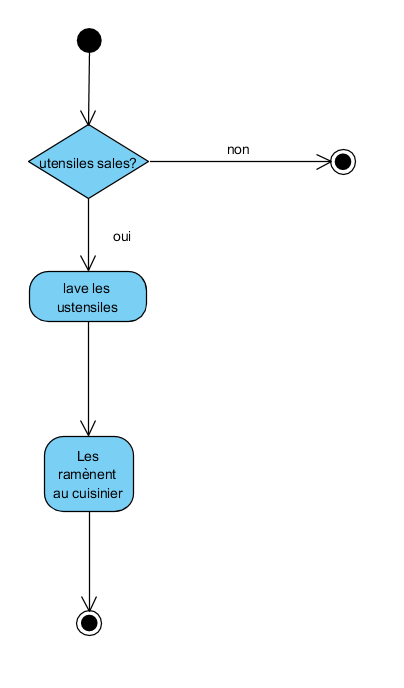 non
utensiles sales?
oui
lave les
ustensiles
Les
ramènent
au cuisinier